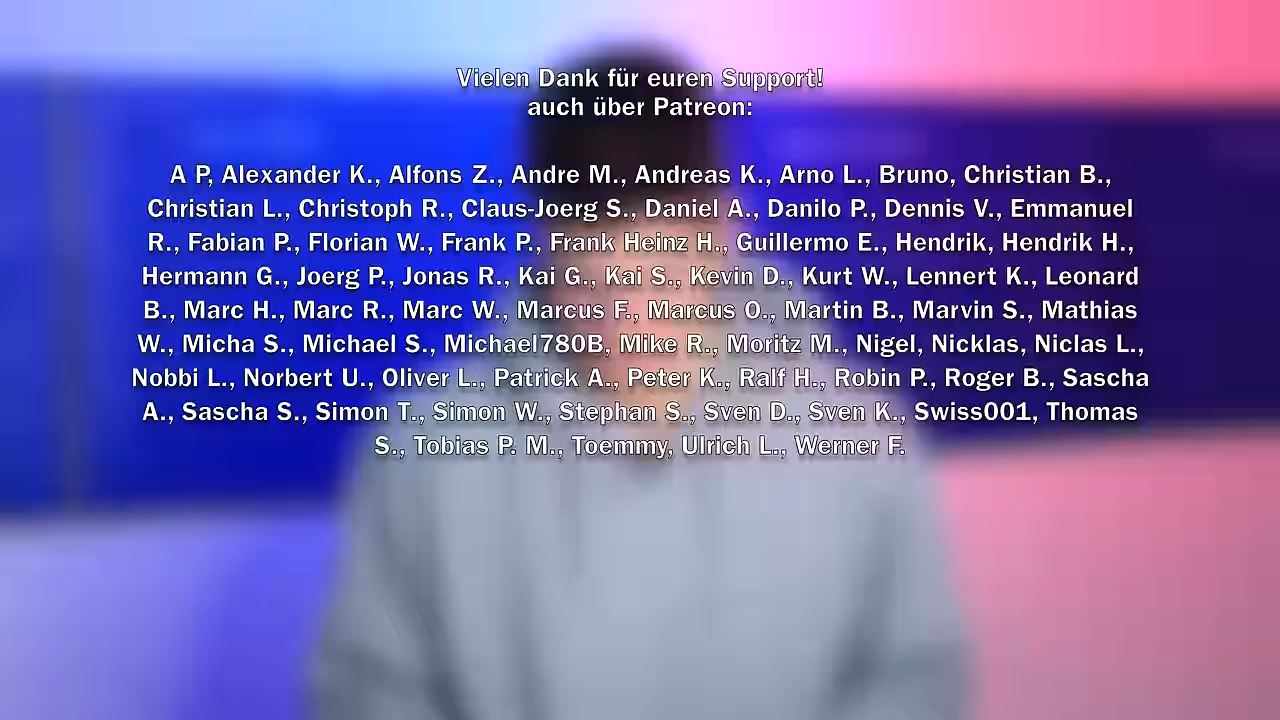 Vielen Dank für euren Support!
auch über Patreon:
A P, Alexander K., Alfons Z., Andre M., Andreas K., Arno L., Bruno, Christian B.,
Christian L., Christoph R., Claus-Joerg S., Daniel A., Danilo P., Dennis V., Emmanuel
R., Fabian P., Florian W., Frank P., Frank Heinz H., Guillermo E., Hendrik, Hendrik H.,
Hermann G., Joerg P., Jonas R., Kai G., Kai S., Kevin D., Kurt W., Lennert K., Leonard
B., Marc H., Marc R., Marc W., Marcus F., Marcus O., Martin B., Marvin S., Mathias
W., Micha S., Michael S., Michael780B, Mike R., Moritz M., Nigel, Nicklas, Niclas L.,
Nobbi L., Norbert U., Oliver L., Patrick A., Peter K., Ralf H., Robin P., Roger B., Sascha
A., Sascha S., Simon T., Simon W., Stephan S., Sven D., Sven K., Swiss001, Thomas
S., Tobias P. M., Toemmy, Ulrich L., Werner F.